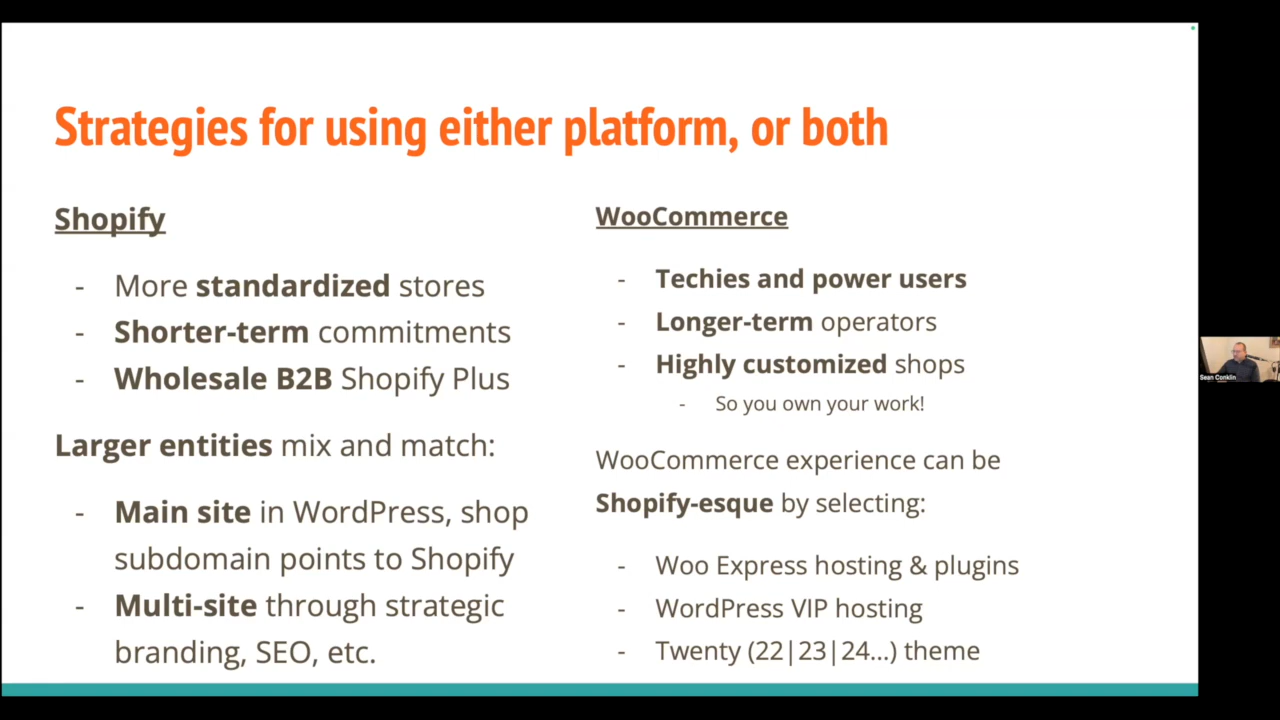 Strategies for using either platform, or both
Shopify
- More standardized stores
- Shorter-term commitments
- Wholesale B2B Shopify Plus
Larger entities mix and match:
- Main site in WordPress, shop
subdomain points to Shopify
- Multi-site through strategic
branding, SEO, etc.
WooCommerce
- Techies and power users
- Longer-term operators
- Highly customized shops
- So you own your work!
WooCommerce experience can be
Shopify-esque by selecting:
- Woo Express hosting & plugins
- WordPress VIP hosting
- Twenty (22|23|24...) theme
Sean Conklin